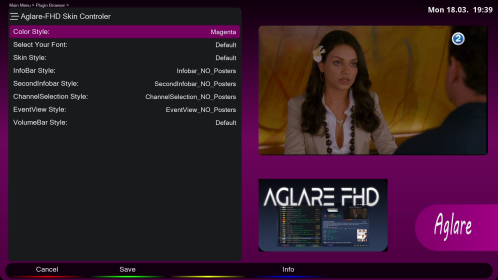 Main Menu • Plugin Browser •
Aglare-FHD Skin Controler
Mon 18.03. 19:39
Color Style: Magenta
Select Your Font: Default
Skin Style: Default
InfoBar Style: Infobar_NO_Posters
SecondInfobar Style: SecondInfobar_NO_Posters
ChannelSelection Style: ChannelSelection_NO_Posters
EventView Style: EventView_NO_Posters
VolumeBar Style: Default
2
AGLARE FHD
Aglare
Cancel
Save
Info